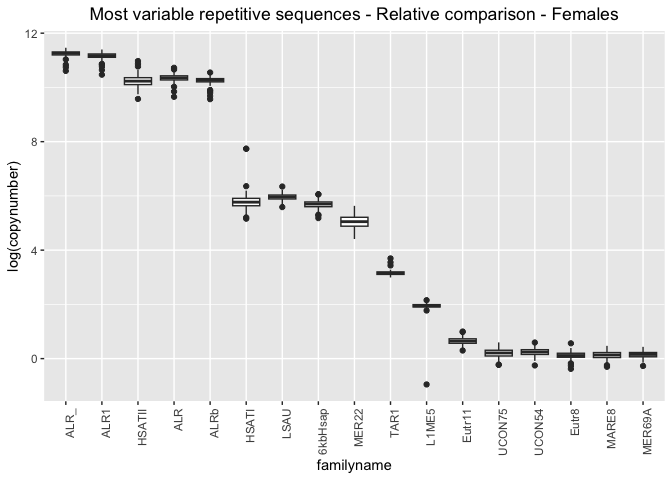 Most variable repetitive sequences - Relative comparison - Females
log(copynumber)
12
8
4
0
ALR_
ALR1
HSATII
ALR
ALRb
HSATI
LSAU
6kbHsap
MER22
TAR1
L1ME5
Eutr11
UCON75
UCON54
Eutr8
MARE8
MER69A
familyname